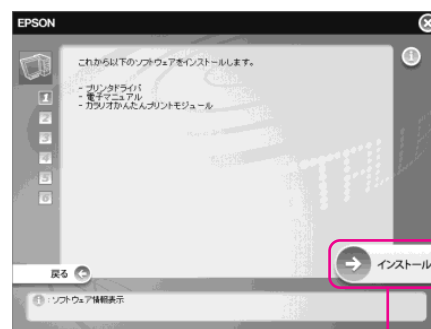 EPSON
これから以下のソフトウェアをインストールします。
- プリンタドライバ
- 電子マニュアル
- カラリオかんたんプリントモジュール
1
2
3
4
5
6
インストール
戻る
i : ソフトウェア情報表示